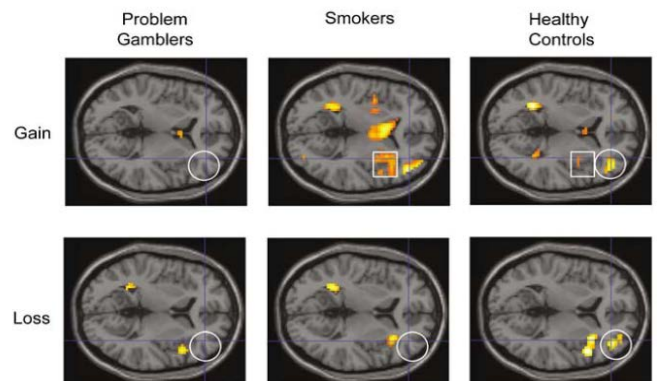 Problem
Gamblers
Smokers
Healthy
Controls
Gain
Loss